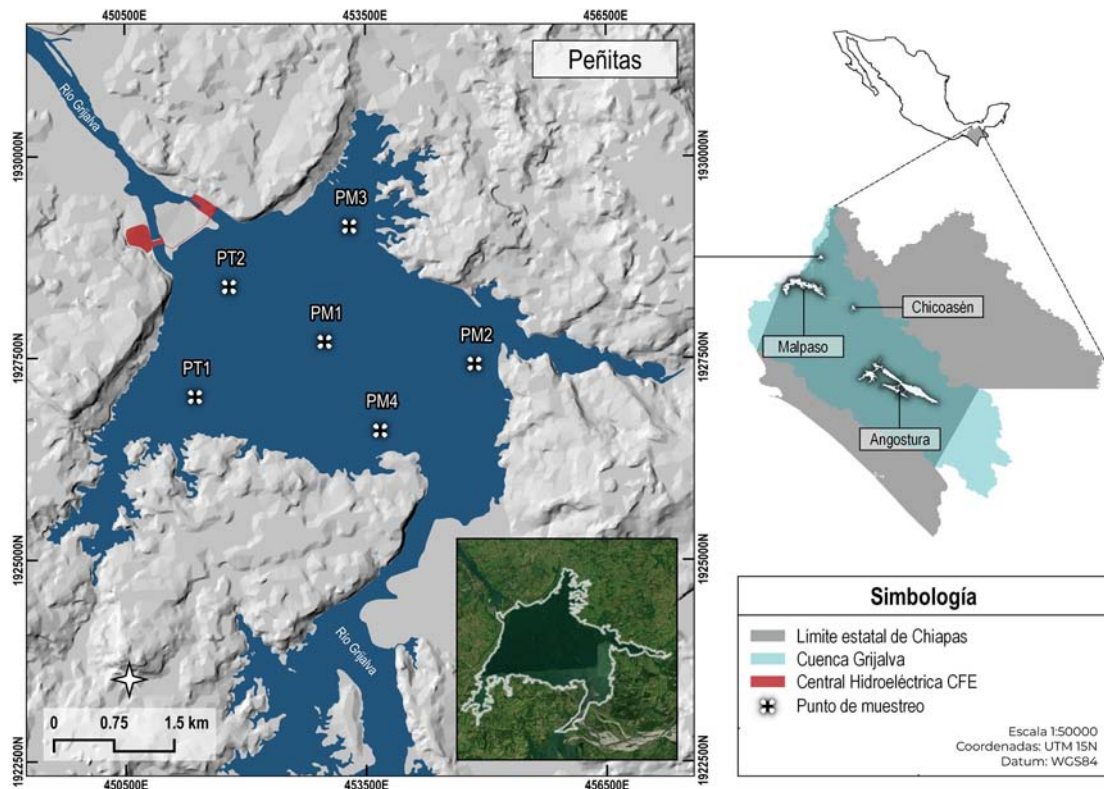 450500E
453500E
456500E
Peñitas
Río Grijalva
1930000N
1930000N
PM3
PT2
PM1
PM2
1927500N
1927500N
PT1
PM4
1925000N
1925000N
Río Grijalva
0 0.75 1.5 km
1922500N
1922500N
450500E
453500E
456500E
Chicoasén
Malpaso
Angostura
Simbología
Limite estatal de Chiapas
Cuenca Grijalva
Central Hidroeléctrica CFE
Punto de muestreo
Escala 1:50000
Coordenadas: UTM 15N
Datum: WGS84